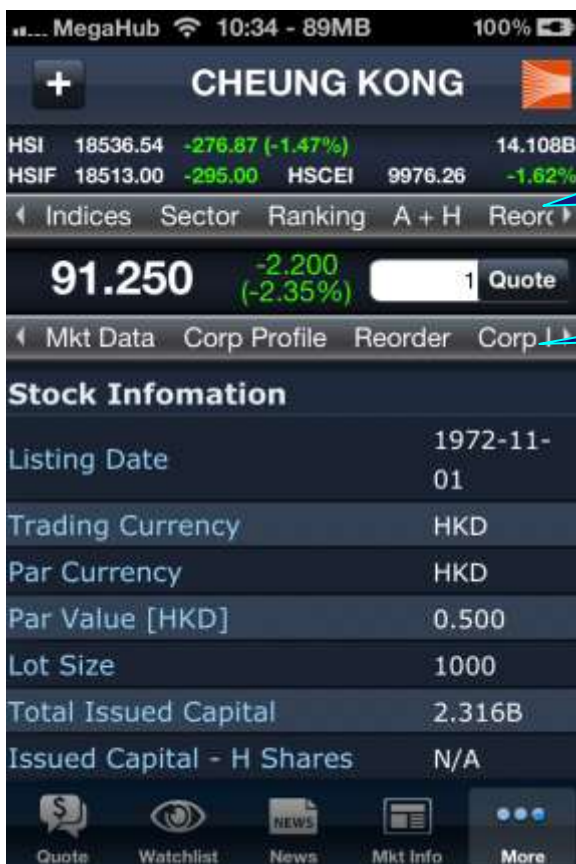 MegaHub 10:34 - 89MB 100%
+ CHEUNG KONG
HSI 18536.54 -276.87 (-1.47%) 14.108B
HSIF 18513.00 -295.00 HSCEI 9976.26 -1.62%
Indices Sector Ranking A + H
91.250 -2.200 (-2.35%) 1 Quote
Mkt Data Corp Profile Reorder Corp
Stock Infomation
Listing Date 1972-11-01
Trading Currency HKD
Par Currency HKD
Par Value [HKD] 0.500
Lot Size 1000
Total Issued Capital 2.316B
Issued Capital - H Shares N/A
NEWS
Quote Watchlist News Mkt Info More